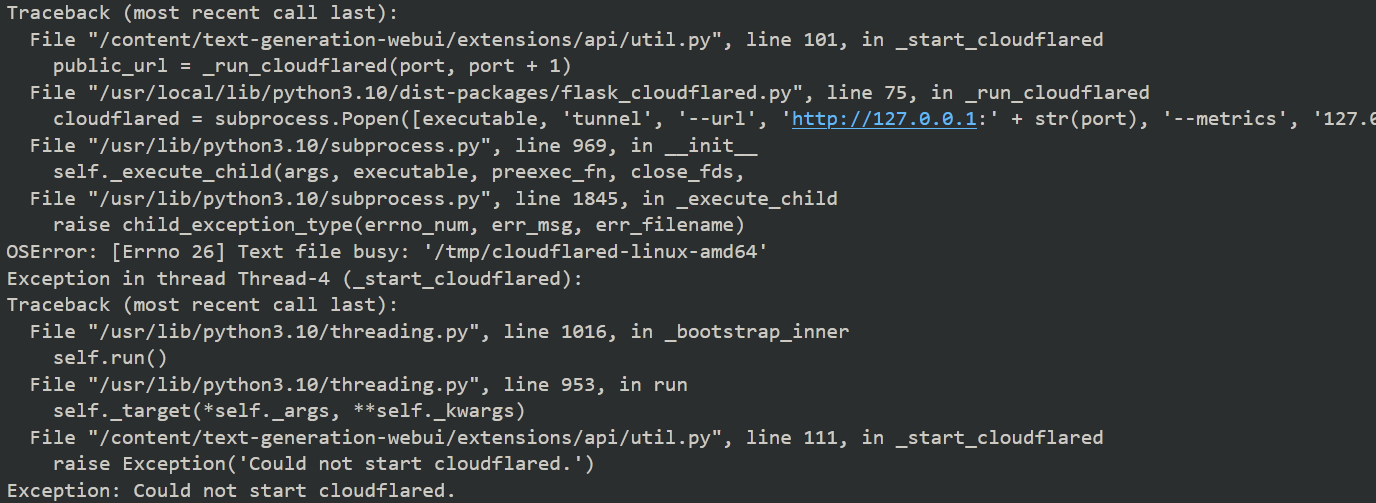 Traceback (most recent call last):
  File "/content/text-generation-webui/extensions/api/util.py", line 101, in _start_cloudflared
    public_url = _run_cloudflared(port, port + 1)
  File "/usr/local/lib/python3.10/dist-packages/flask_cloudflared.py", line 75, in _run_cloudflared
    cloudflared = subprocess.Popen([executable, 'tunnel', '--url', 'http://127.0.0.1:' + str(port), '--metrics', '127.0
  File "/usr/lib/python3.10/subprocess.py", line 969, in __init__
    self._execute_child(args, executable, preexec_fn, close_fds,
  File "/usr/lib/python3.10/subprocess.py", line 1845, in _execute_child
    raise child_exception_type(errno_num, err_msg, err_filename)
OSError: [Errno 26] Text file busy: '/tmp/cloudflared-linux-amd64'
Exception in thread Thread-4 (_start_cloudflared):
Traceback (most recent call last):
  File "/usr/lib/python3.10/threading.py", line 1016, in _bootstrap_inner
    self.run()
  File "/usr/lib/python3.10/threading.py", line 953, in run
    self._target(*self._args, **self._kwargs)
  File "/content/text-generation-webui/extensions/api/util.py", line 111, in _start_cloudflared
    raise Exception('Could not start cloudflared.')
Exception: Could not start cloudflared.